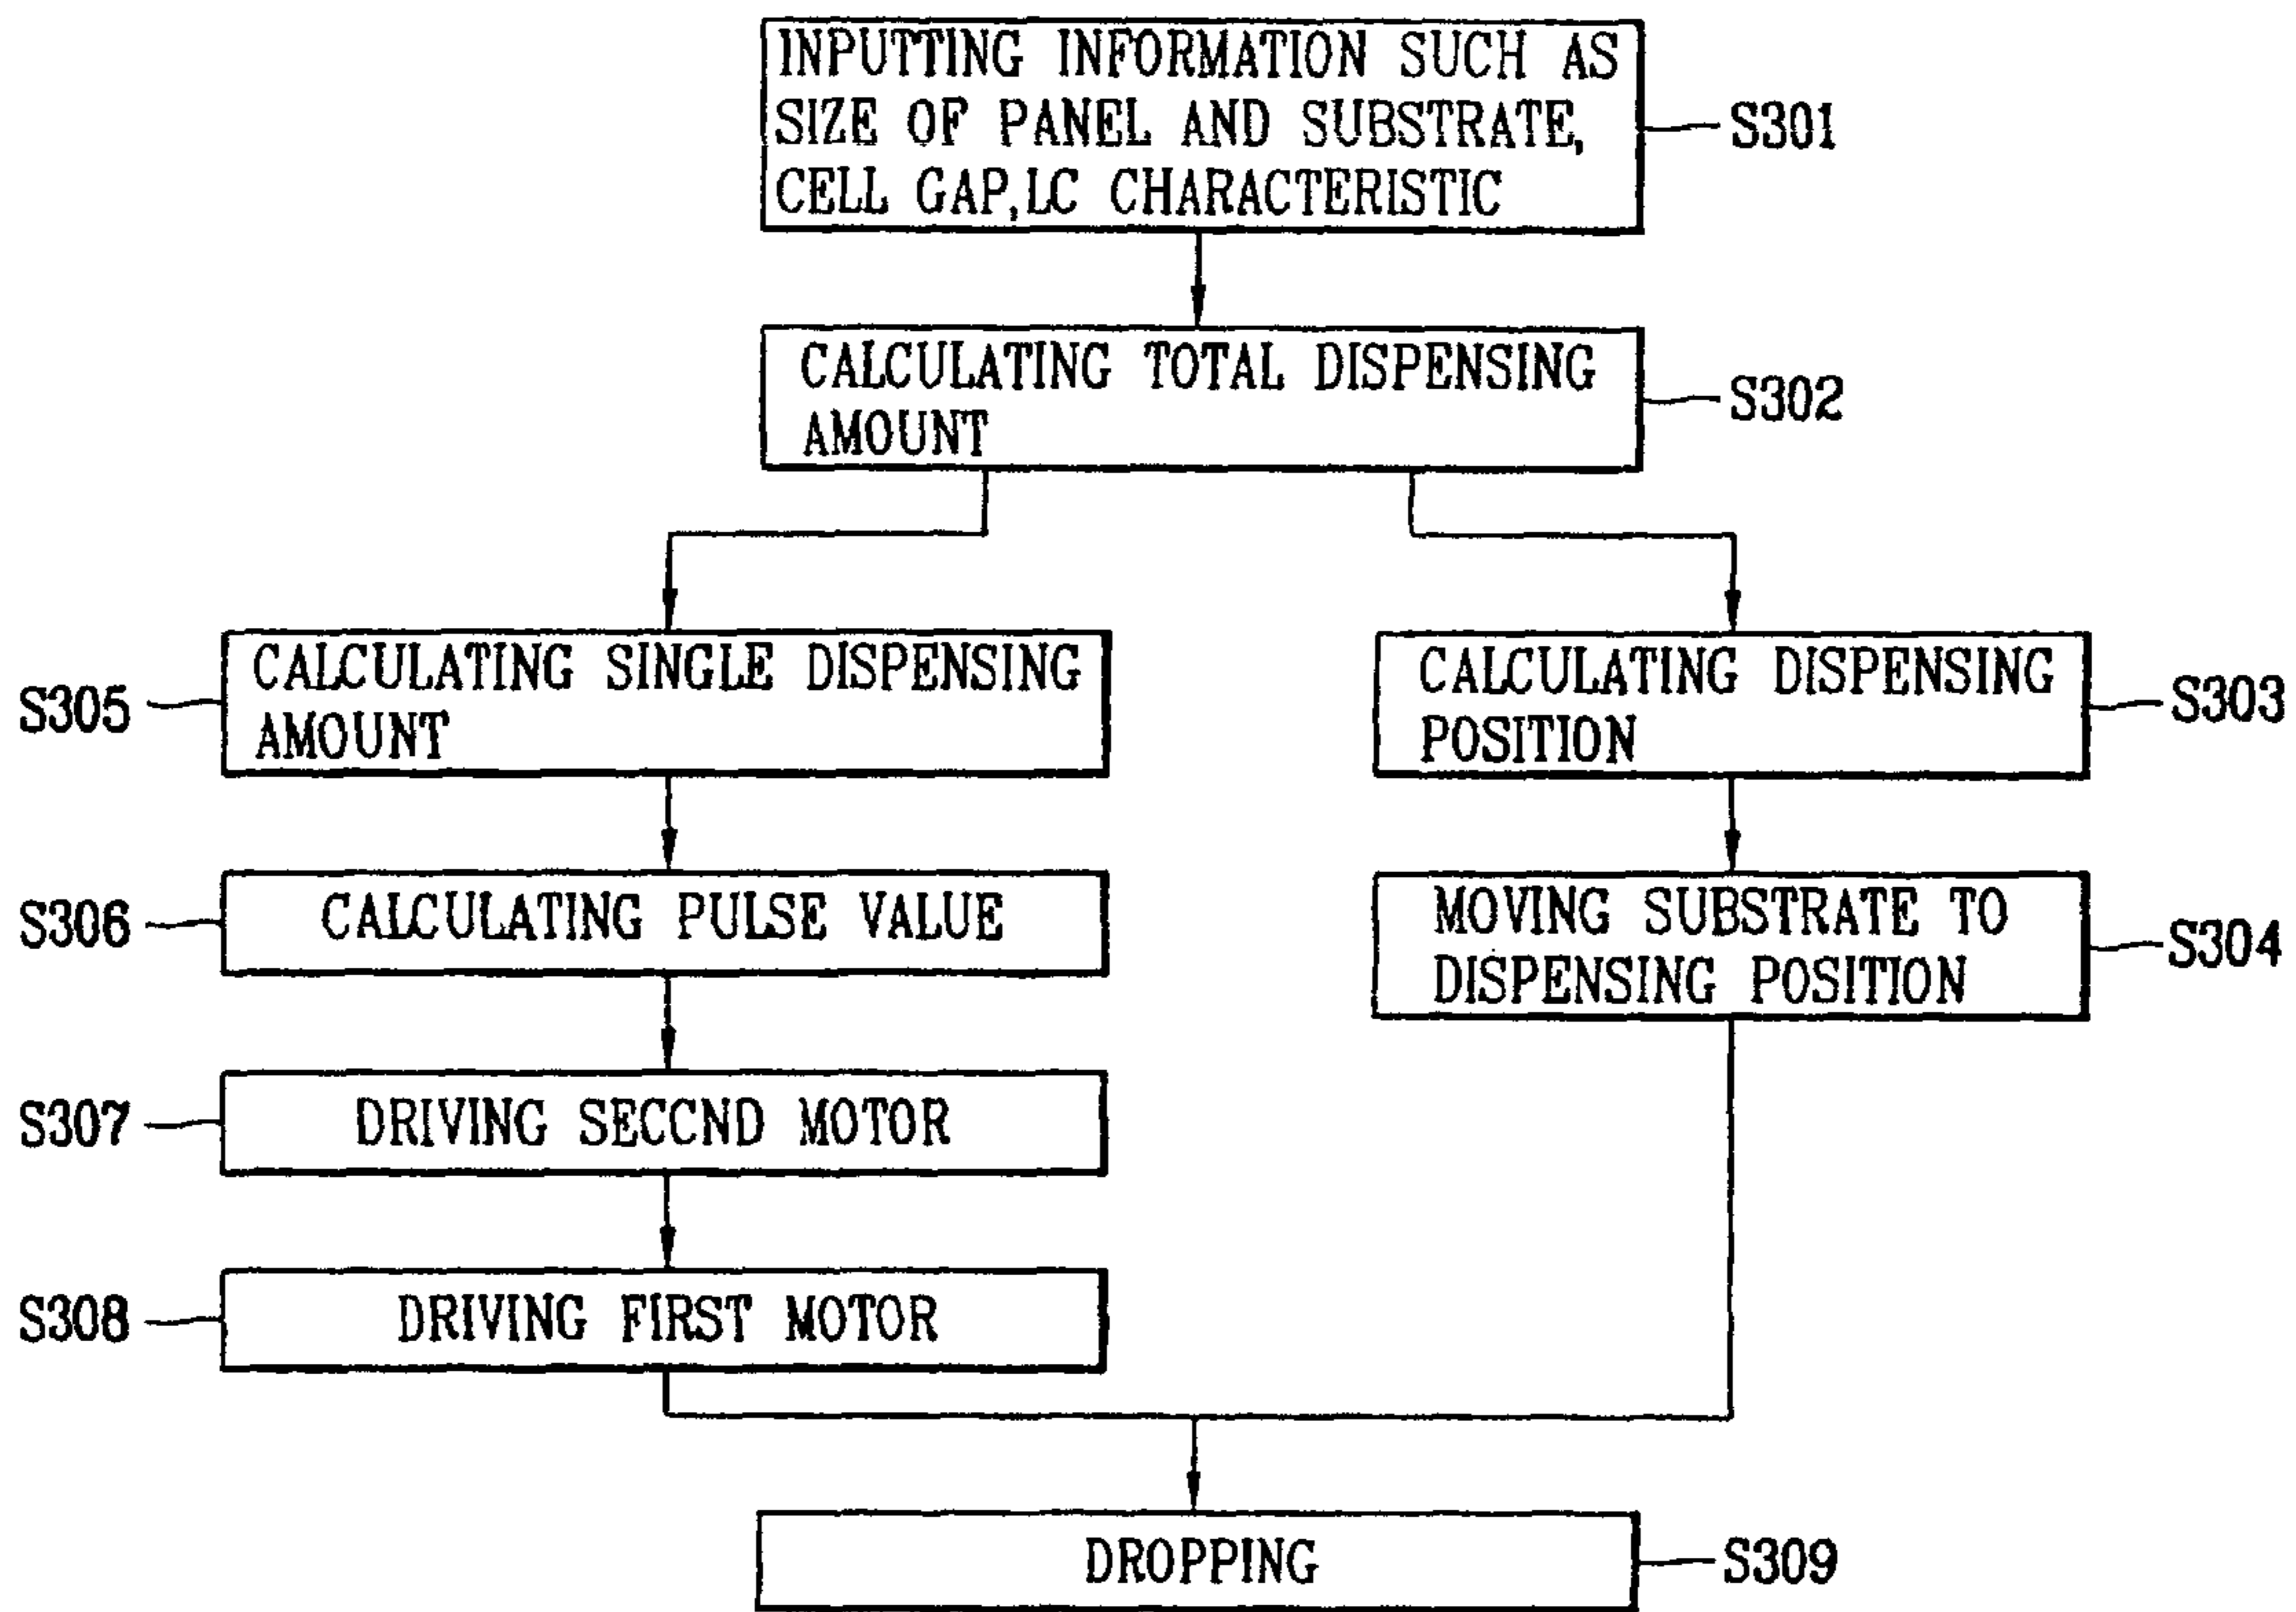 INPUTTING INFORMATION SUCH AS
SIZE OF PANEL AND SUBSTRATE,
CELL GAP,LC CHARACTERISTIC
S301
CALCULATING TOTAL DISPENSING
AMOUNT
S302
S305
CALCULATING SINGLE DISPENSING
AMOUNT
CALCULATING DISPENSING
POSITION
S303
S306
CALCULATING PULSE VALUE
MOVING SUBSTRATE TO
DISPENSING POSITION
S304
S307
DRIVING SECCND MOTOR
S308
DRIVING FIRST MOTOR
DROPPING
S309